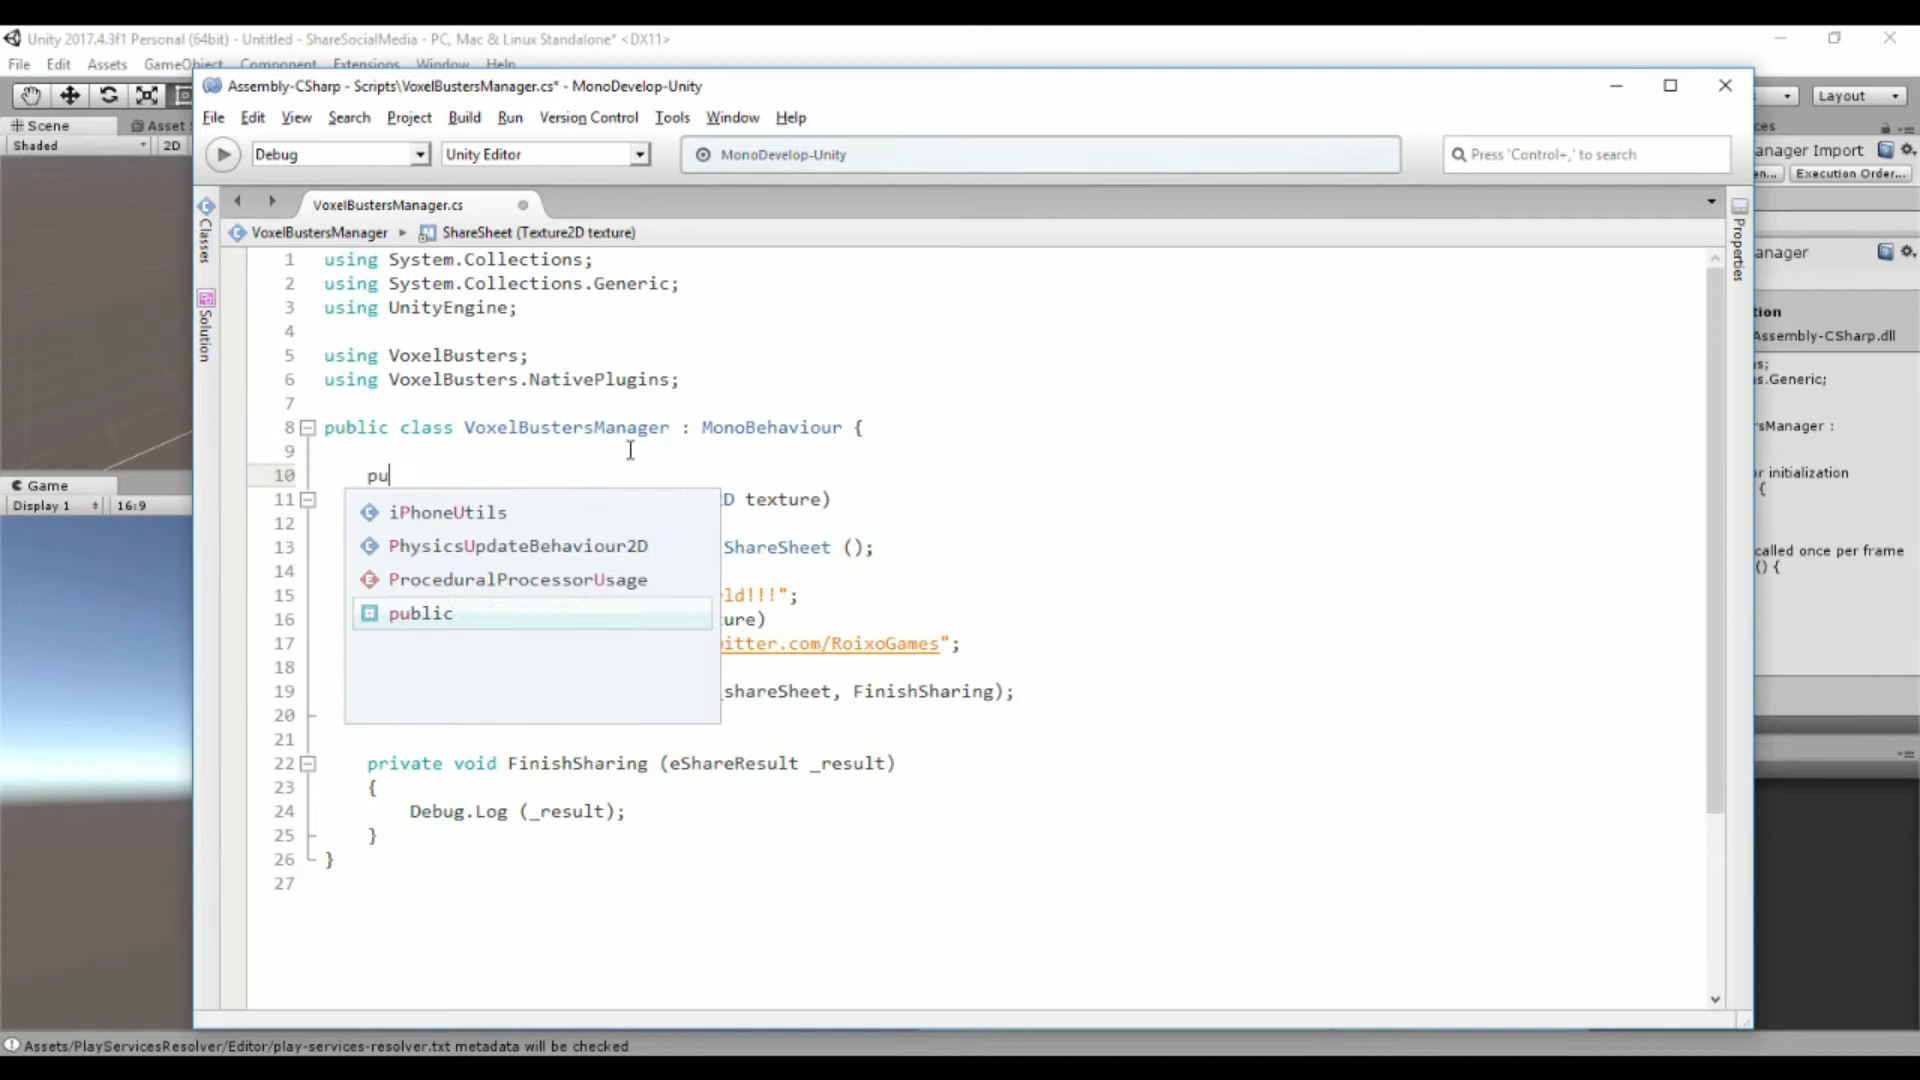 Unity 2017.4.3f1 Personal (64bit) - Untitled - ShareSocialMedia - PC, Mac & Linux Standalone* <DX11>
File Edit Assets GameObject Component Extensions Window Help
Layout
Scene Asset
Shaded 2D
Game
Display 1 16:9
Assembly-CSharp - Scripts\VoxelBustersManager.cs* - MonoDevelop-Unity
File Edit View Search Project Build Run Version Control Tools Window Help
Debug Unity Editor MonoDevelop-Unity Press 'Control+,' to search
Classes
Solution
Properties
VoxelBustersManager.cs
VoxelBustersManager ShareSheet (Texture2D texture)
1 using System.Collections;
2 using System.Collections.Generic;
3 using UnityEngine;
4
5 using VoxelBusters;
6 using VoxelBusters.NativePlugins;
7
8 public class VoxelBustersManager : MonoBehaviour {
9
10 pu
11 D texture)
12
13 ShareSheet ();
14
15 ld!!!";
16 ture)
17 itter.com/RoixoGames";
18
19 _shareSheet, FinishSharing);
20
21
22 private void FinishSharing (eShareResult _result)
23 {
24 Debug.Log (_result);
25 }
26 }
27
iPhoneUtils
PhysicsUpdateBehaviour2D
ProceduralProcessorUsage
public
ces
anager Import
en... Execution Order...
anager
tion
Assembly-CSharp.dll
s;
s.Generic;
rsManager :
or initialization
{
called once per frame
() {
Assets/PlayServicesResolver/Editor/play-services-resolver.txt metadata will be checked